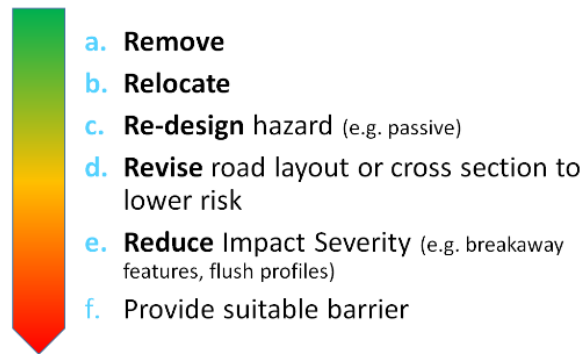 a. Remove
b. Relocate
c. Re-design hazard (e.g. passive)
d. Revise road layout or cross section to
lower risk
e. Reduce Impact Severity (e.g. breakaway
features, flush profiles)
f. Provide suitable barrier